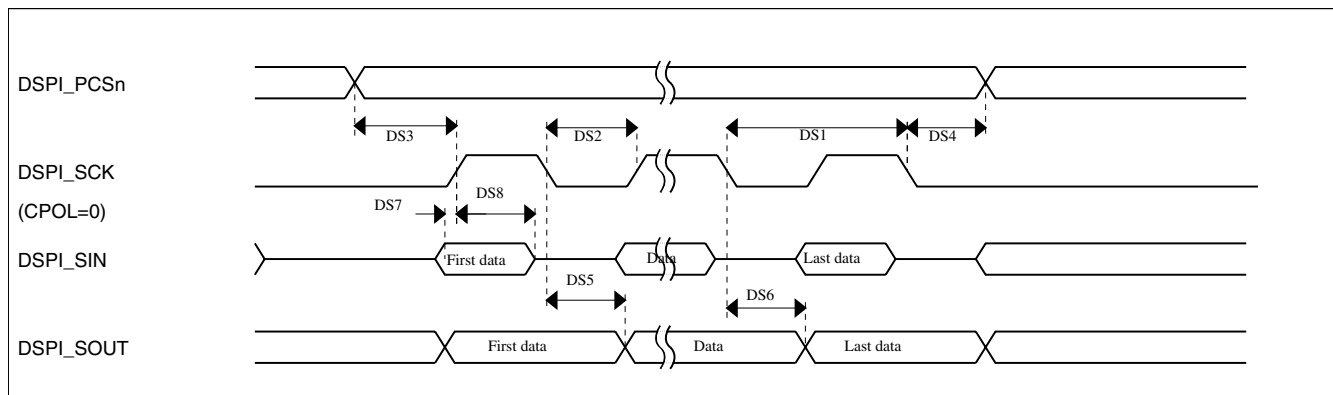 DSPI_PCSn
DS3
DS2
DS1
DS4
DSPI_SCK
DS7
DS8
(CPOL=0)
DSPI_SIN
First data
Data
Last data
DS5
DS6
DSPI_SOUT
First data
Data
Last data